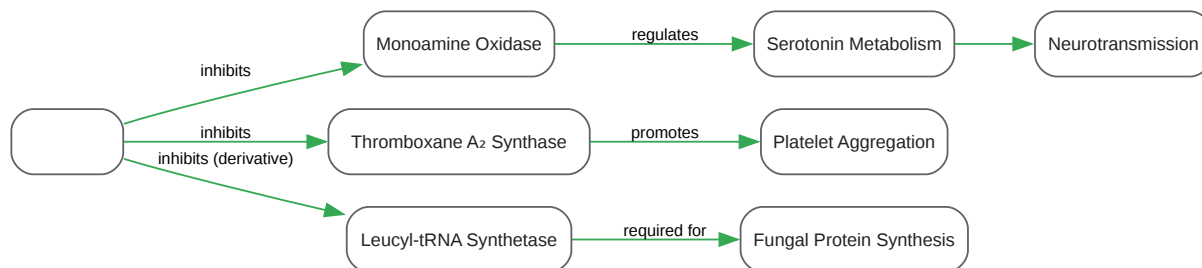 Monoamine Oxidase
regulates
Serotonin Metabolism
Neurotransmission
inhibits
inhibits
Thromboxane A₂ Synthase
promotes
Platelet Aggregation
inhibits (derivative)
Leucyl-tRNA Synthetase
required for
Fungal Protein Synthesis